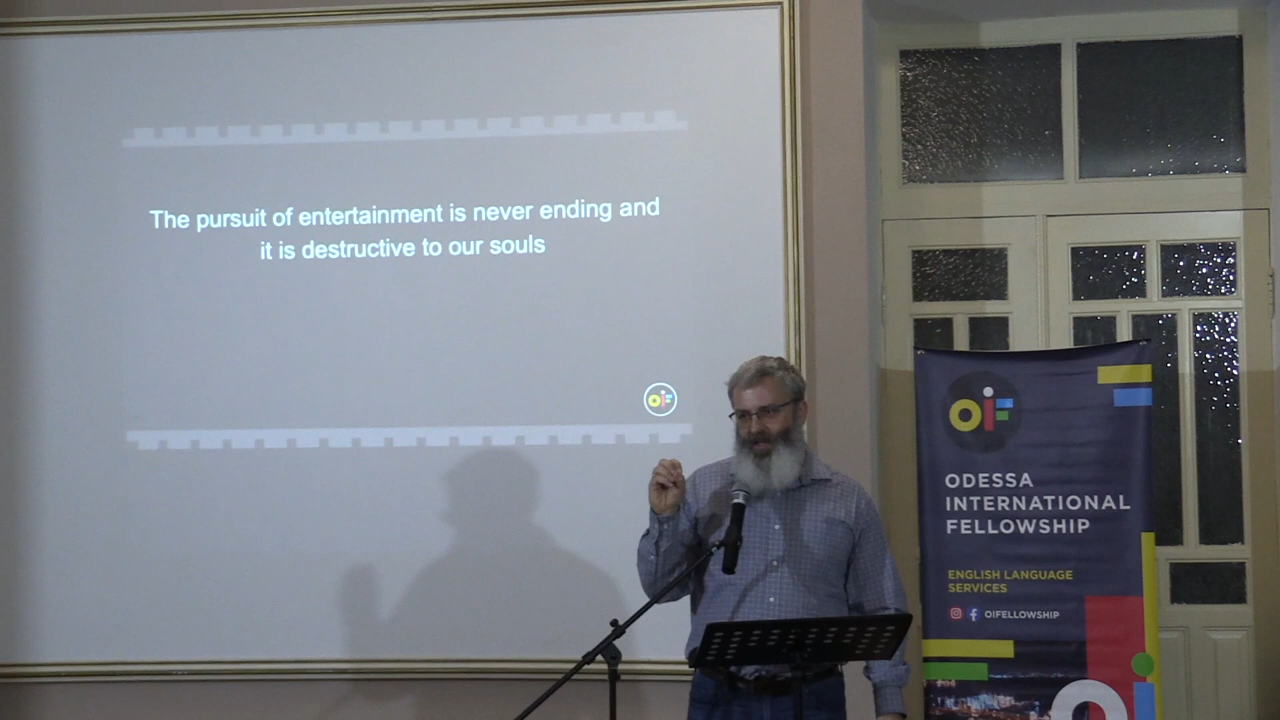 The pursuit of entertainment is never ending and
it is destructive to our souls
OIF
OIF
ODESSA
INTERNATIONAL
FELLOWSHIP
ENGLISH LANGUAGE
SERVICES
OIFELLOWSHIP